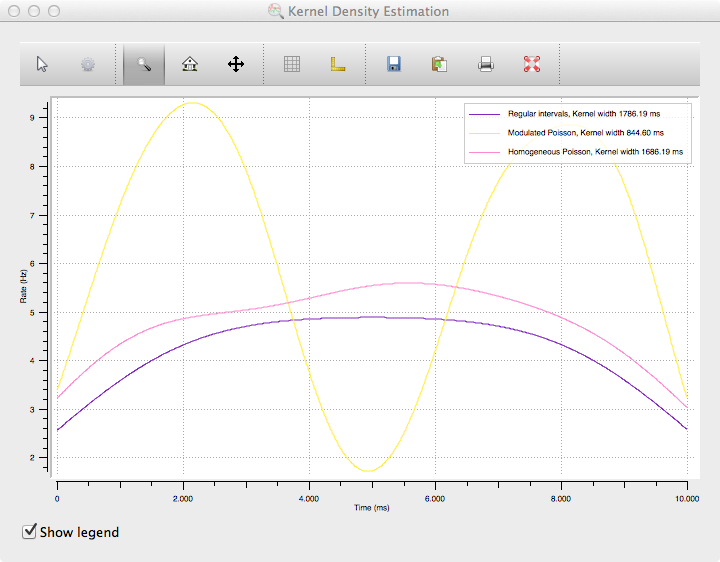 Kernel Density Estimation
Regular intervals, Kernel width 1786.19 ms
Modulated Poisson, Kernel width 844.60 ms
Homogeneous Poisson, Kernel width 1686.19 ms
9
8
7
6
5
4
3
2
Rate (Hz)
0
2.000
4.000
6.000
8.000
10.000
Time (ms)
Show legend